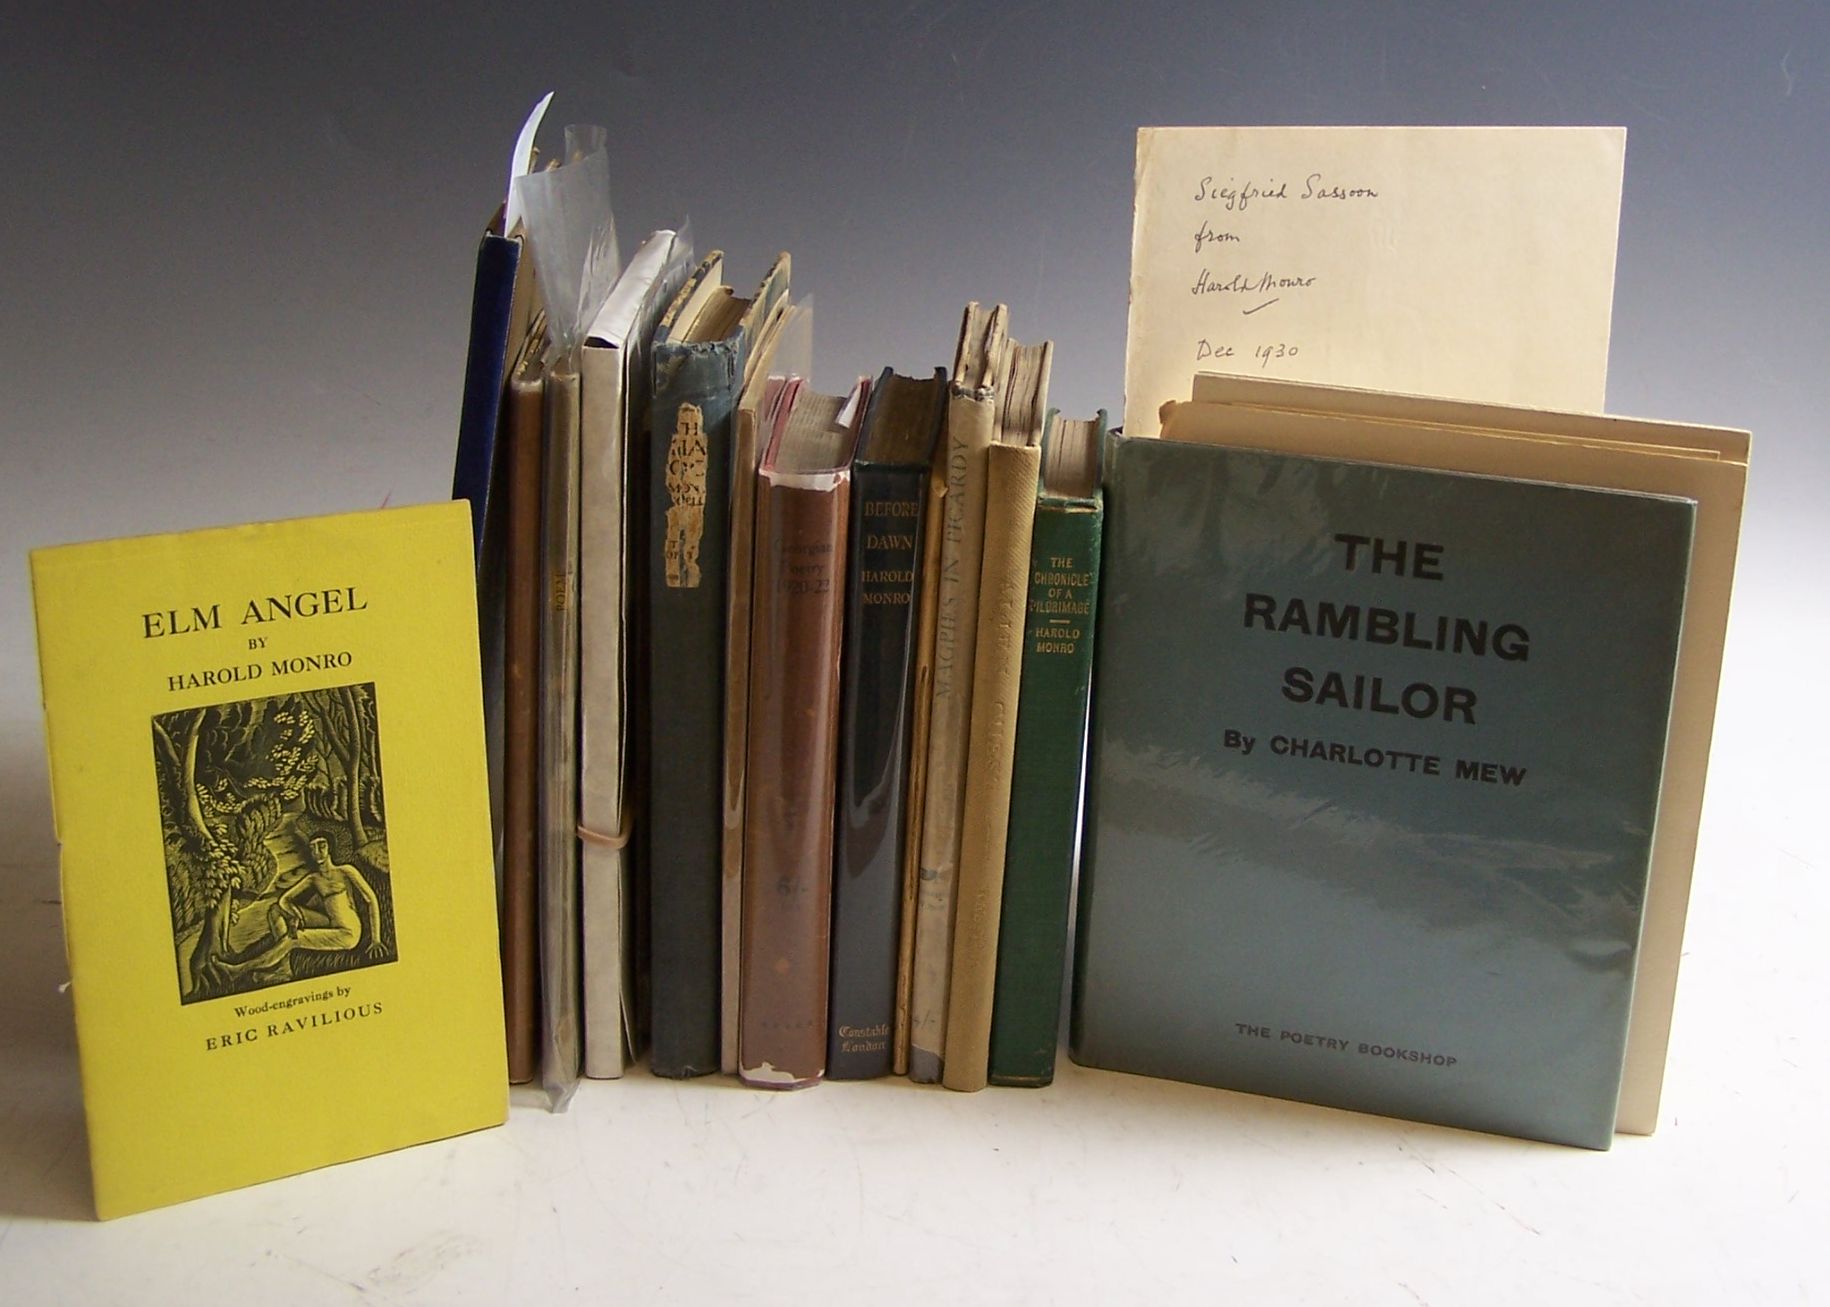 ELM ANGEL
BY
HAROLD MONRO
Wood-engravings by
ERIC RAVILIOUS
POEMS
Georgian
Poetry
1920-22
6/-
BEFORE
DAWN
HAROLD
MONRO
Constable
London
MAGPIES IN PICARDY
THE
CHRONICLE
OF A
PILGRIMAGE
HAROLD
MONRO
Siegfried Sassoon
from
Harold Monro
Dec 1930
THE
RAMBLING
SAILOR
By CHARLOTTE MEW
THE POETRY BOOKSHOP